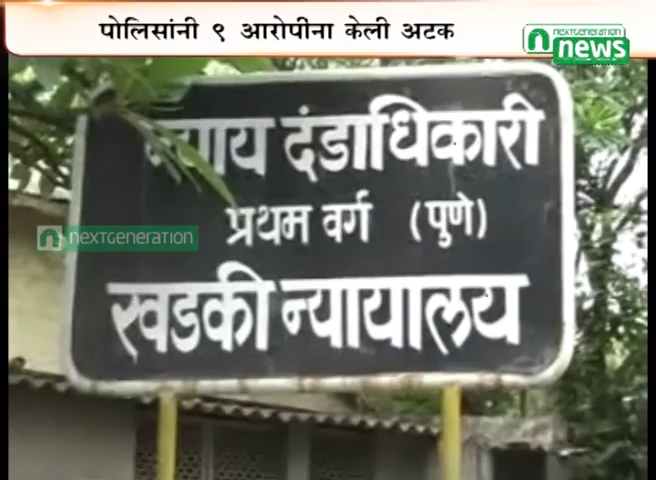 पोलिसांनी ९ आरोपींना केली अटक
nextgeneration
news
दंडाधिकारी
प्रथम वर्ग (पुणे)
nextgeneration
खडकी न्यायालय